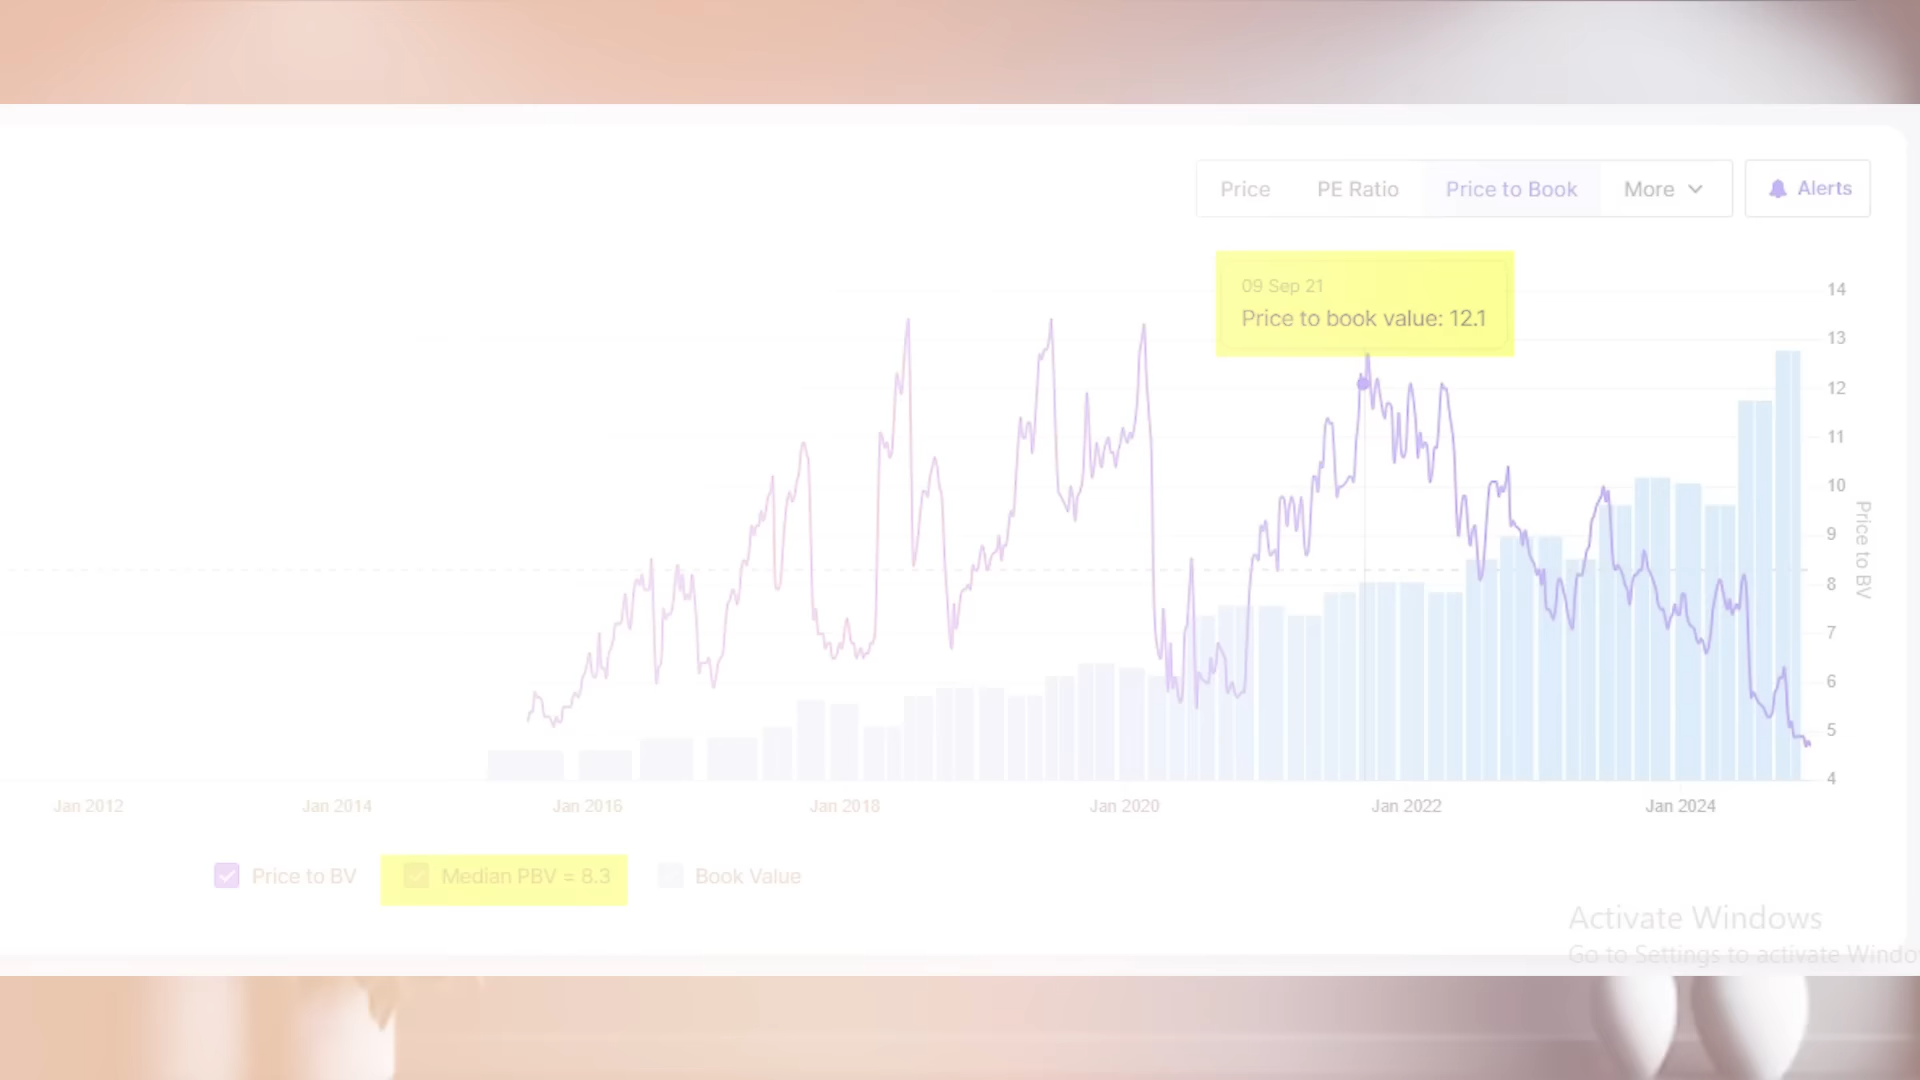 Price PE Ratio Price to Book More Alerts
09 Sep 21
Price to book value: 12.1
14
13
12
11
10
9
8
7
6
5
4
Price to BV
Jan 2012 Jan 2014 Jan 2016 Jan 2018 Jan 2020 Jan 2022 Jan 2024
Price to BV Median PBV = 8.3 Book Value
Activate Windows
Go to Settings to activate Windo